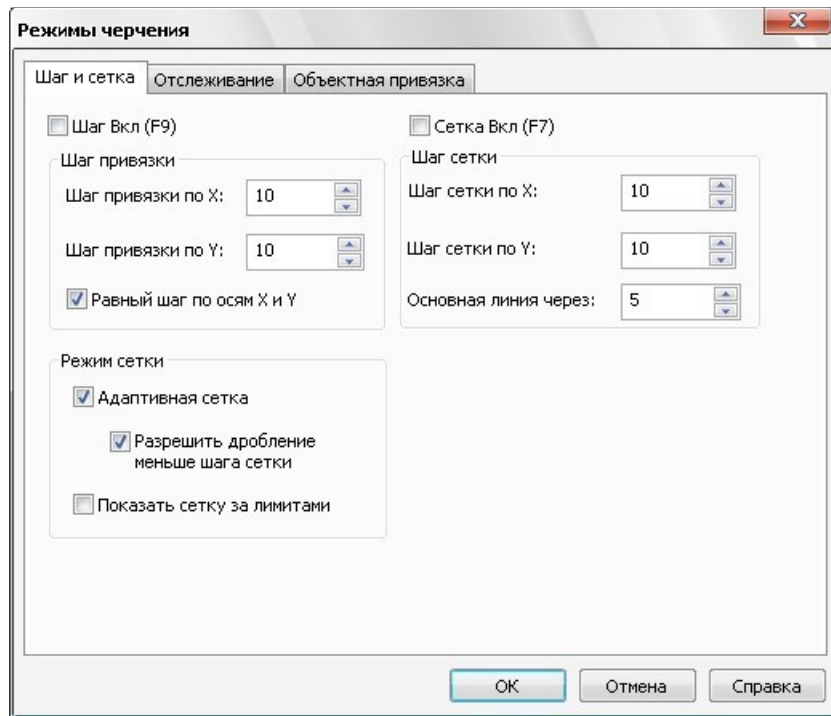 Режимы черчения
Шаг и сетка
Отслеживание
Объектная привязка
Шаг Вкл (F9)
Шаг привязки
Шаг привязки по X:
10
Шаг привязки по Y:
10
Равный шаг по осям X и Y
Сетка Вкл (F7)
Шаг сетки
Шаг сетки по X:
10
Шаг сетки по Y:
10
Основная линия через:
5
Режим сетки
Адаптивная сетка
Разрешить дробление
меньше шага сетки
Показать сетку за лимитами
ОК
Отмена
Справка